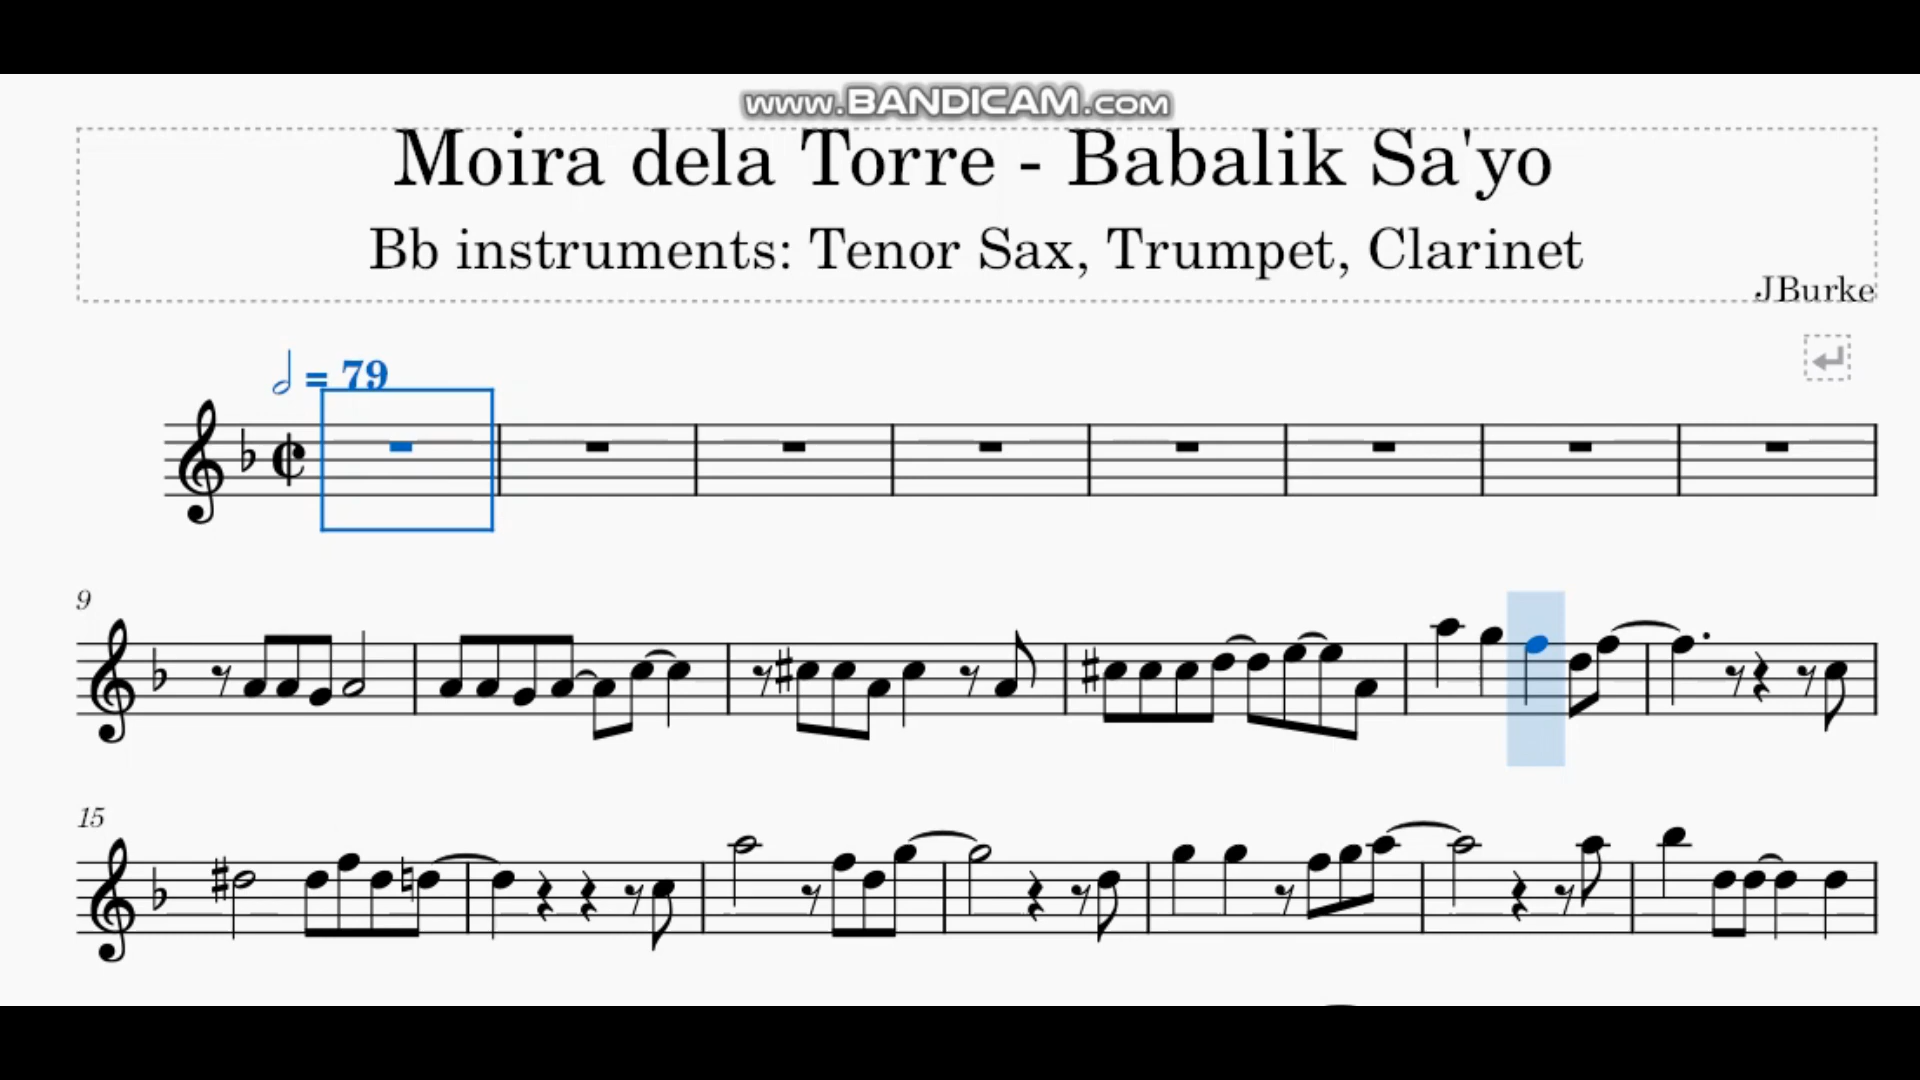 www.BANDICAM.com
Moira dela Torre - Babalik Sa'yo
Bb instruments: Tenor Sax, Trumpet, Clarinet
JBurke
= 79
9
15